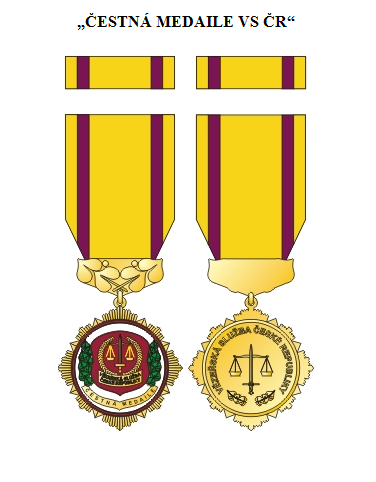 „ČESTNÁ MEDAILE VS ČR“
ČESTNÁ MEDAILE
VĚZEŇSKÁ SLUŽBA ČESKÉ REPUBLIKY